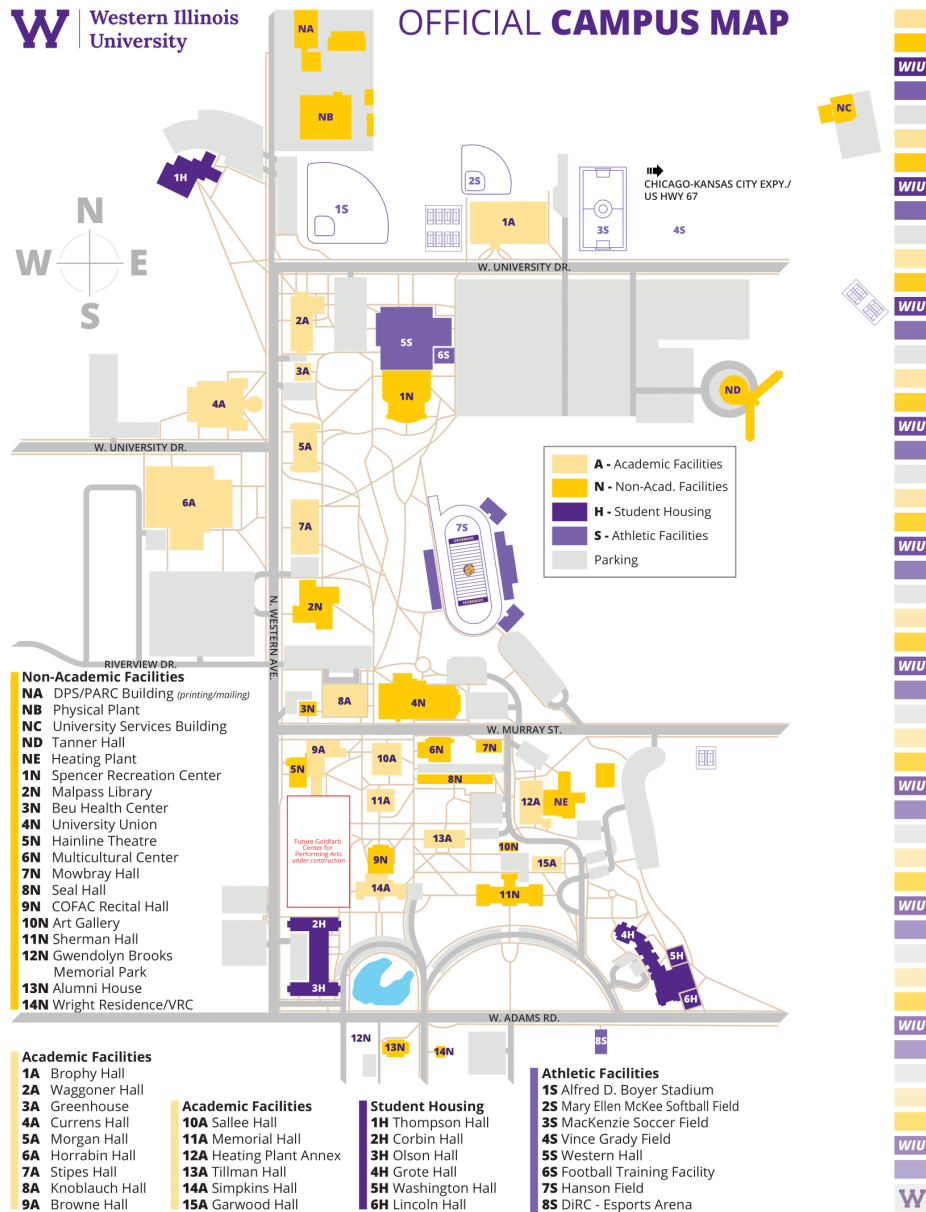 W Western Illinois
University
OFFICIAL CAMPUS MAP
NA
NB
NC
1H
1S
2S
1A
3S
4S
CHICAGO-KANSAS CITY EXPY./
US HWY 67
N
W E
S
W. UNIVERSITY DR.
2A
5S
6S
3A
1N
4A
ND
5A
W. UNIVERSITY DR.
6A
7A
7S
A - Academic Facilities
N - Non-Acad. Facilities
H - Student Housing
S - Athletic Facilities
Parking
2N
N. WESTERN AVE.
RIVERVIEW DR.
8A
3N
4N
W. MURRAY ST.
9A
5N
10A
6N
7N
8N
11A
12A
NE
Future Goldfarb
Center for
Performing Arts
under construction
13A
10N
9N
15A
14A
11N
2H
3H
4H
5H
6H
W. ADAMS RD.
12N
13N
14N
8S
Non-Academic Facilities
NA DPS/PARC Building (printing/mailing)
NB Physical Plant
NC University Services Building
ND Tanner Hall
NE Heating Plant
1N Spencer Recreation Center
2N Malpass Library
3N Beu Health Center
4N University Union
5N Hainline Theatre
6N Multicultural Center
7N Mowbray Hall
8N Seal Hall
9N COFAC Recital Hall
10N Art Gallery
11N Sherman Hall
12N Gwendolyn Brooks
Memorial Park
13N Alumni House
14N Wright Residence/VRC
Academic Facilities
1A Brophy Hall
2A Waggoner Hall
3A Greenhouse
4A Currens Hall
5A Morgan Hall
6A Horrabin Hall
7A Stipes Hall
8A Knoblauch Hall
9A Browne Hall
Academic Facilities
10A Sallee Hall
11A Memorial Hall
12A Heating Plant Annex
13A Tillman Hall
14A Simpkins Hall
15A Garwood Hall
Student Housing
1H Thompson Hall
2H Corbin Hall
3H Olson Hall
4H Grote Hall
5H Washington Hall
6H Lincoln Hall
Athletic Facilities
1S Alfred D. Boyer Stadium
2S Mary Ellen McKee Softball Field
3S MacKenzie Soccer Field
4S Vince Grady Field
5S Western Hall
6S Football Training Facility
7S Hanson Field
8S DiRC - Esports Arena
WIU
WIU
WIU
WIU
WIU
WIU
WIU
WIU
WIU
WIU
W